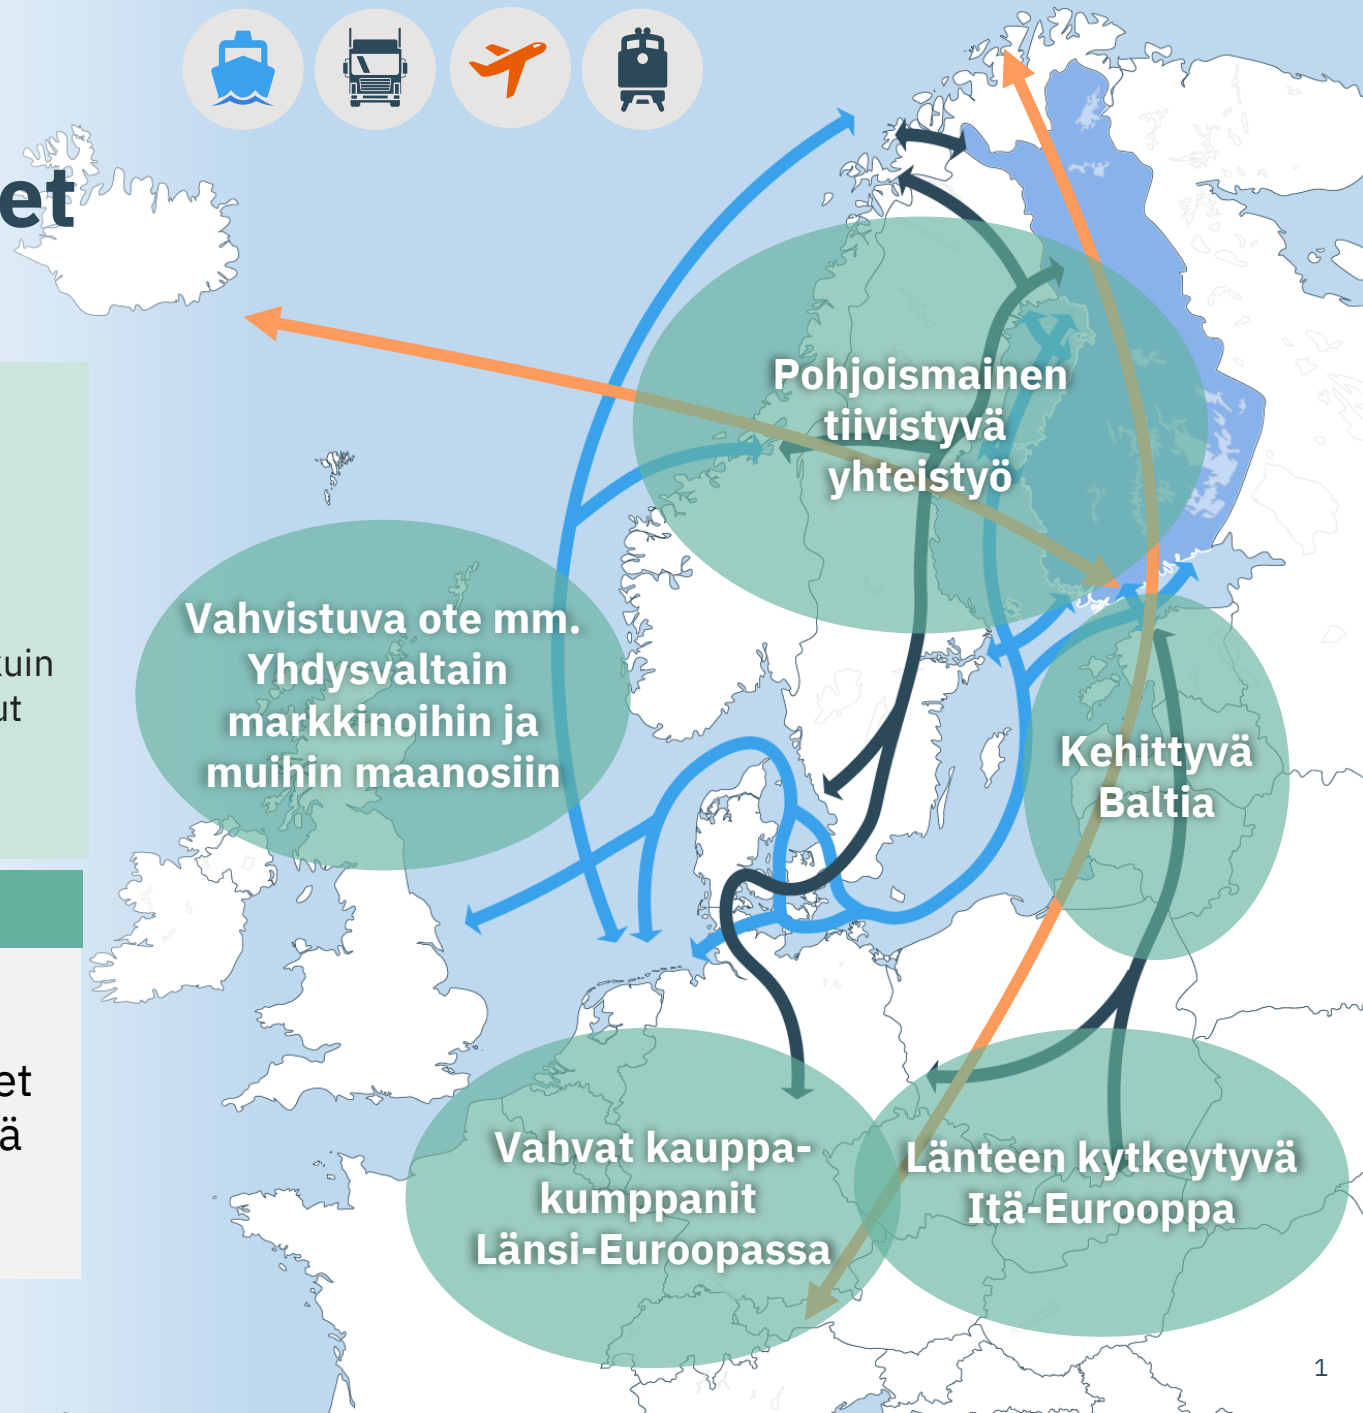 et
kuin
ut
et
ä
Pohjoismainen
tiivistyvä
yhteistyö
Vahvistuva ote mm.
Yhdysvaltain
markkinoihin ja
muihin maanosiin
Kehittyvä
Baltia
Vahvat kauppa-
kumppanit
Länsi-Euroopassa
Länteen kytkeytyvä
Itä-Eurooppa
1